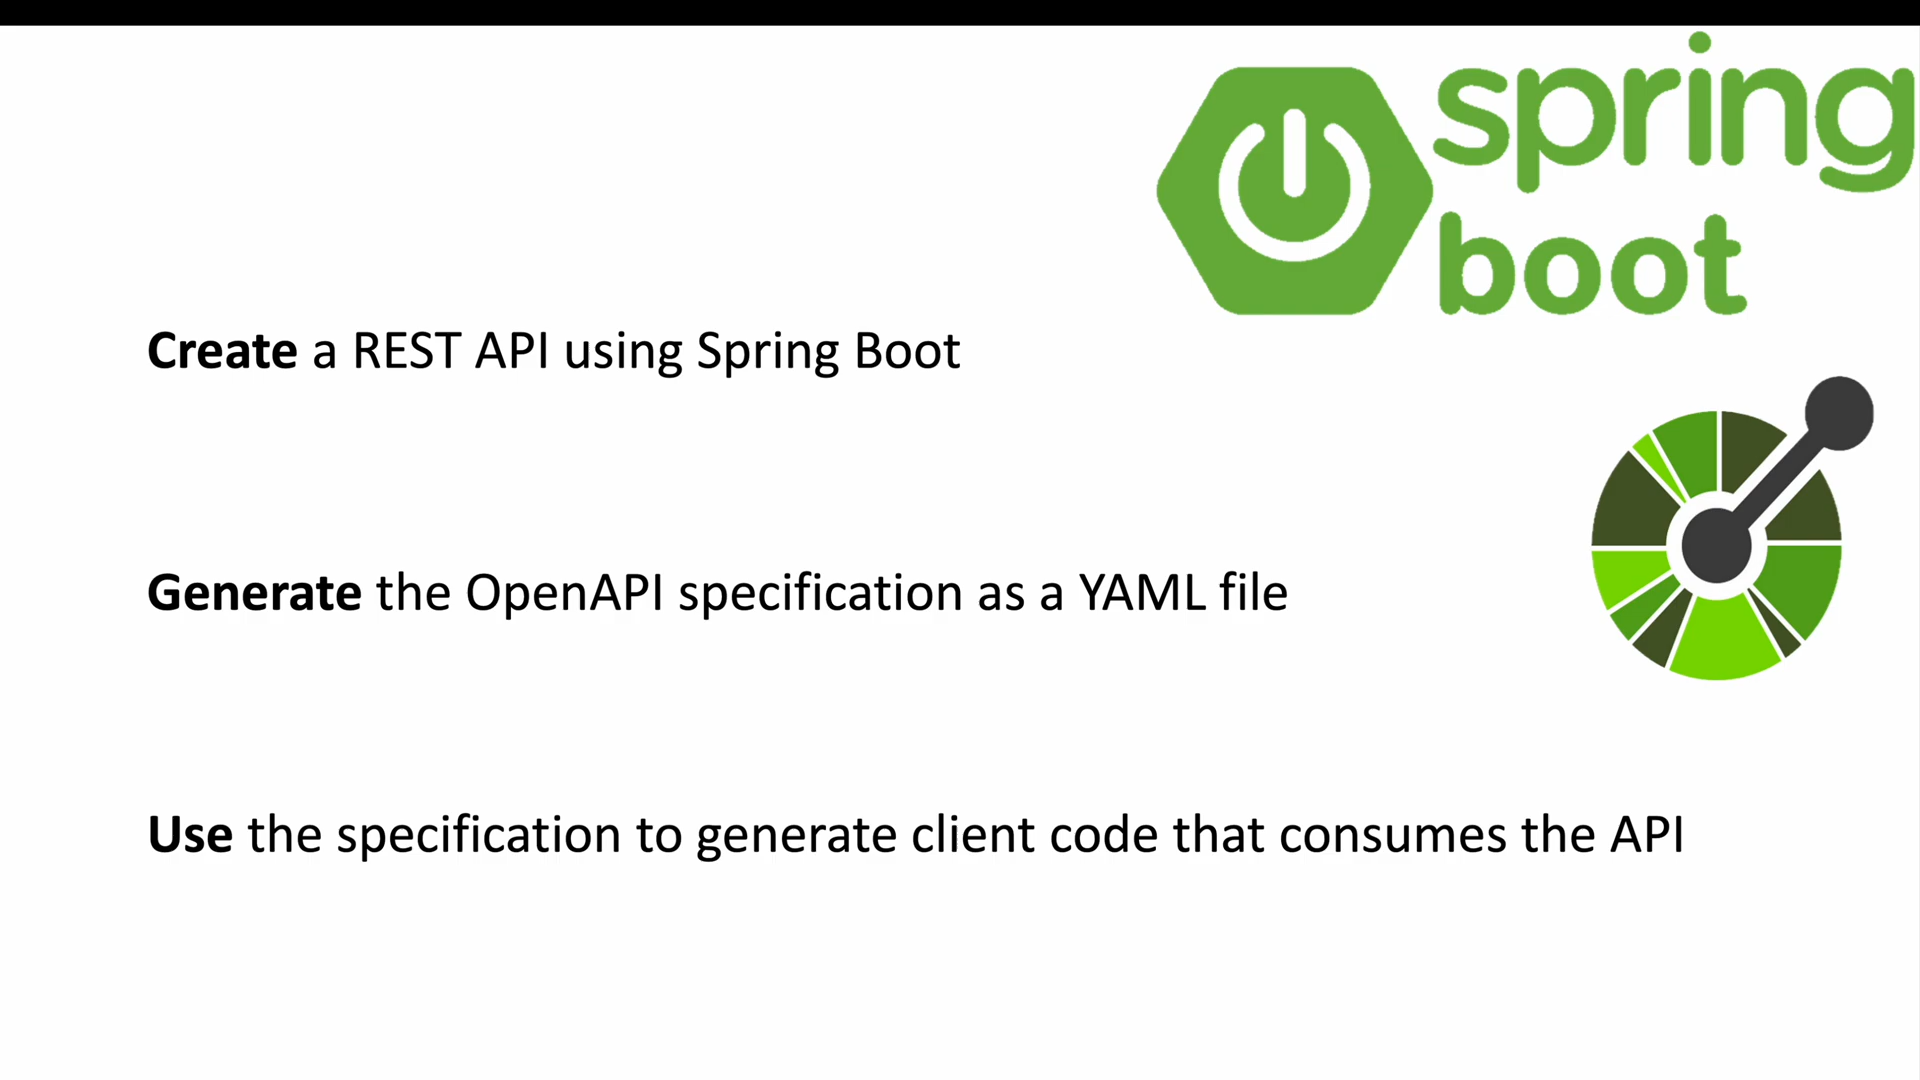 spring
boot
Create a REST API using Spring Boot
Generate the OpenAPI specification as a YAML file
Use the specification to generate client code that consumes the API